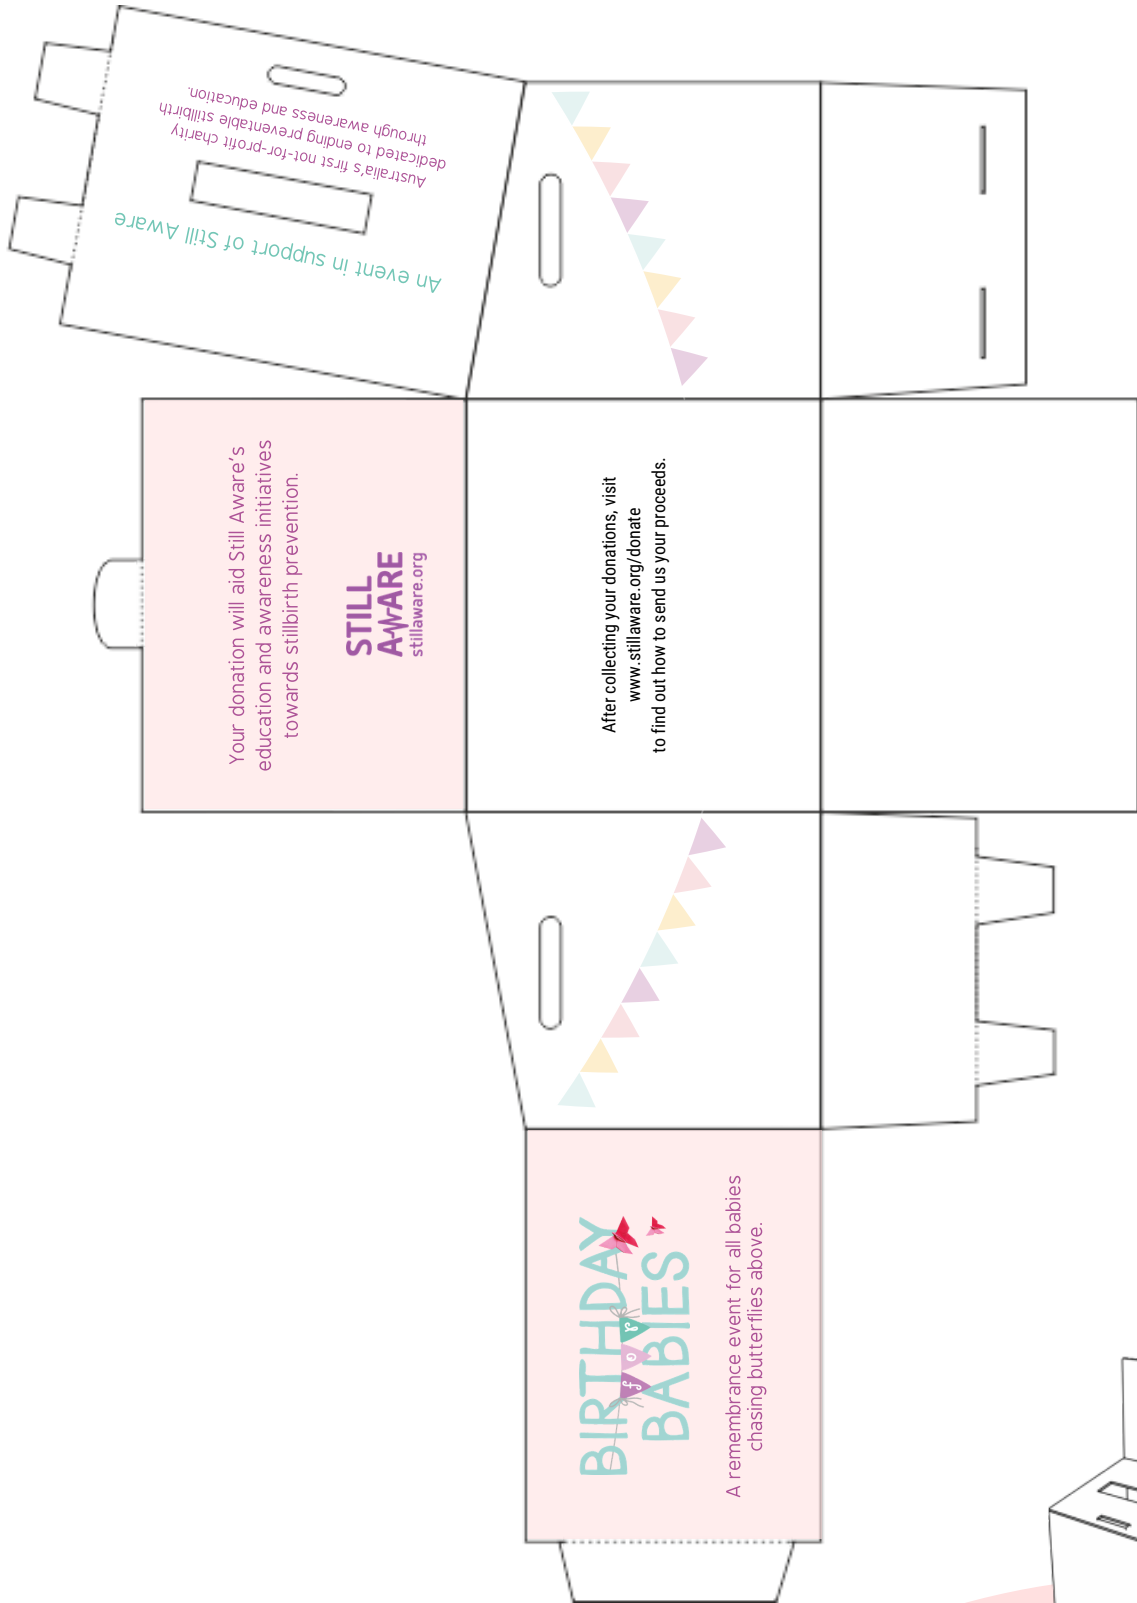 An event in support of Still Aware
Australia's first not-for-profit charity
dedicated to ending preventable stillbirth
through awareness and education.
Your donation will aid Still Aware's
education and awareness initiatives
towards stillbirth prevention.
STILL
AWARE
stillaware.org
After collecting your donations, visit
www.stillaware.org/donate
to find out how to send us your proceeds.
BIRTHDAY
for
BABIES
A remembrance event for all babies
chasing butterflies above.